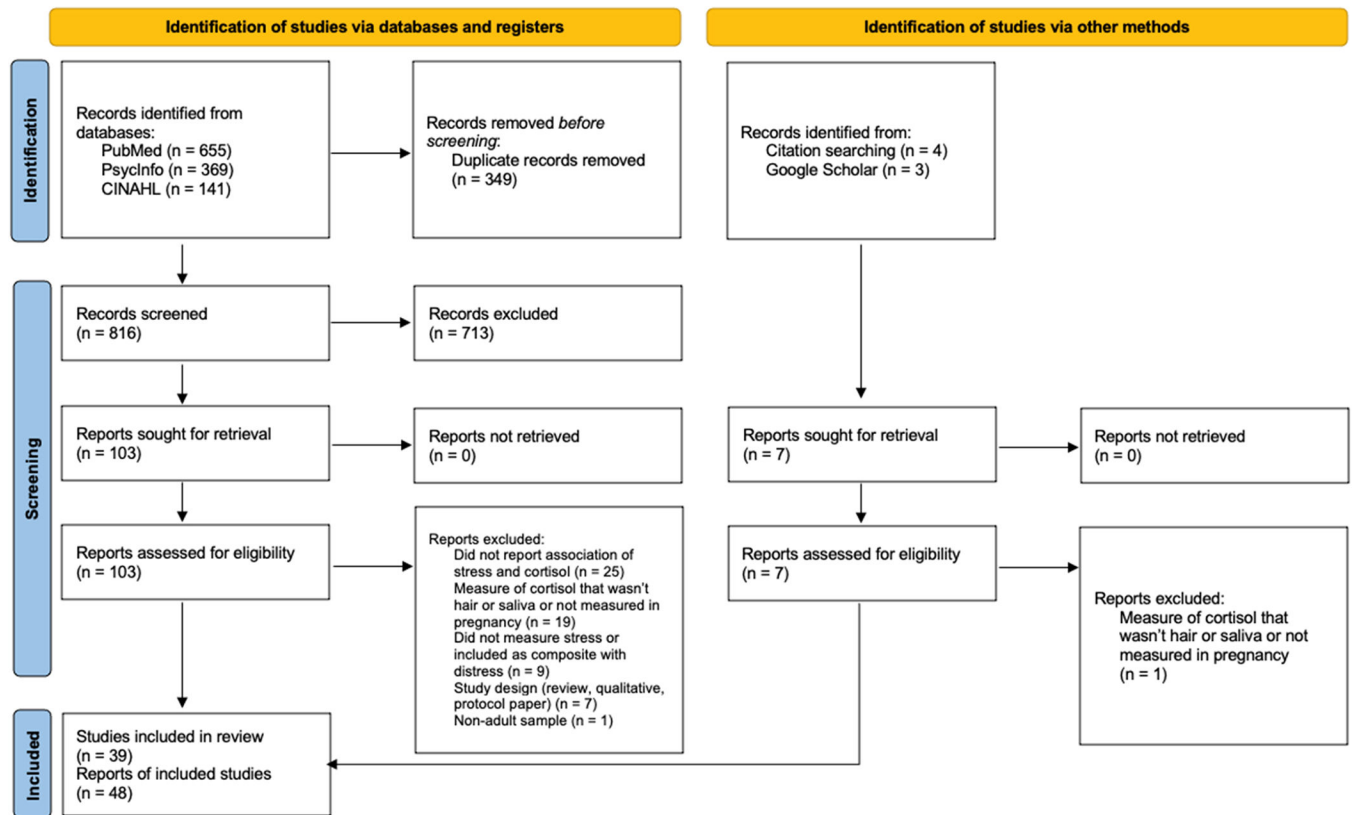 Identification of studies via databases and registers
Identification of studies via other methods
Identification
Records identified from
databases:
PubMed (n = 655)
PsycInfo (n = 369)
CINAHL (n = 141)
Records removed before
screening:
Duplicate records removed
(n = 349)
Records identified from:
Citation searching (n = 4)
Google Scholar (n = 3)
Screening
Records screened
(n = 816)
Records excluded
(n = 713)
Reports sought for retrieval
(n = 103)
Reports not retrieved
(n = 0)
Reports sought for retrieval
(n = 7)
Reports not retrieved
(n = 0)
Reports assessed for eligibility
(n = 103)
Reports excluded:
Did not report association of
stress and cortisol (n = 25)
Measure of cortisol that wasn't
hair or saliva or not measured in
pregnancy (n = 19)
Did not measure stress or
included as composite with
distress (n = 9)
Study design (review, qualitative,
protocol paper) (n = 7)
Non-adult sample (n = 1)
Reports assessed for eligibility
(n = 7)
Reports excluded:
Measure of cortisol that
wasn't hair or saliva or not
measured in pregnancy
(n = 1)
Included
Studies included in review
(n = 39)
Reports of included studies
(n = 48)